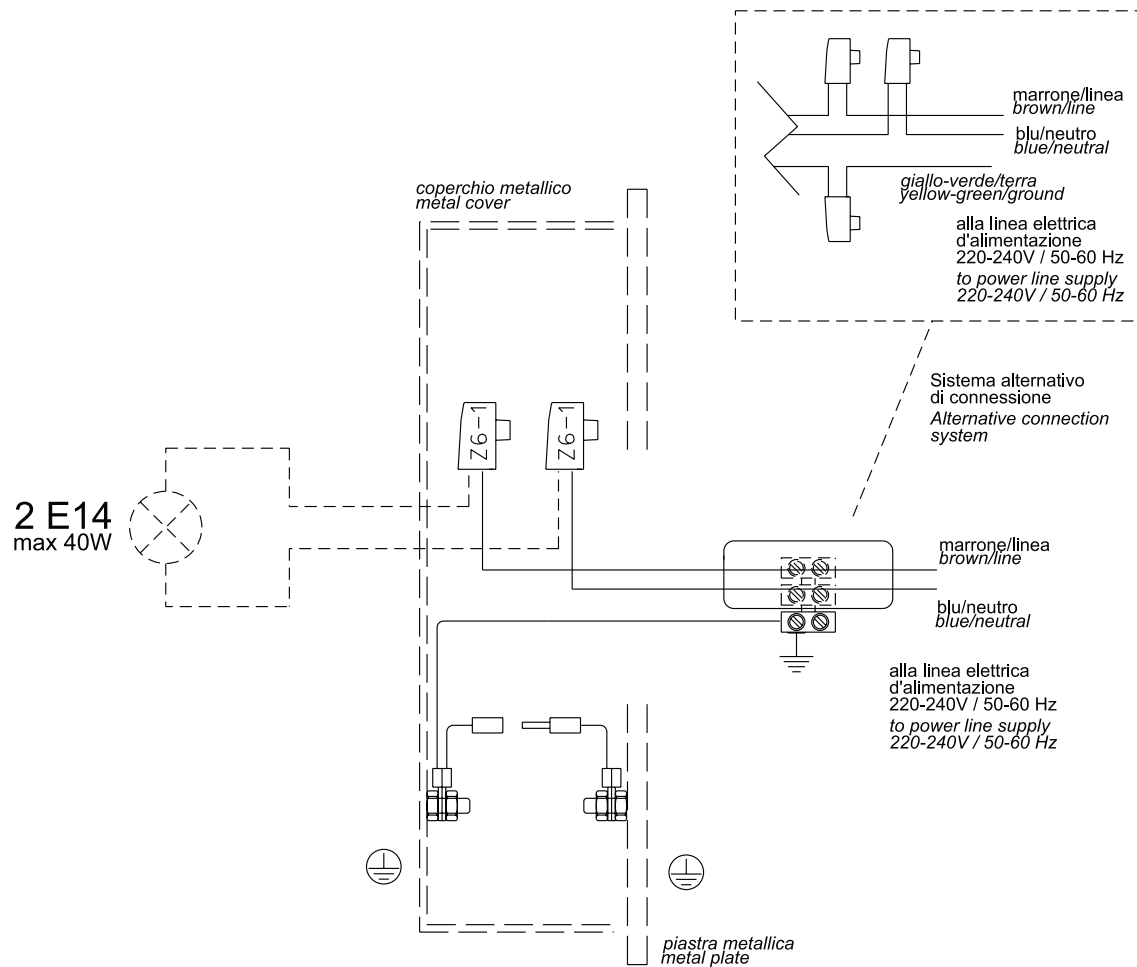 marrone/linea
brown/line
blu/neutro
blue/neutral
giallo-verde/terra
yellow-green/ground
alla linea elettrica
d'alimentazione
220-240V / 50-60 Hz
to power line supply
220-240V / 50-60 Hz
coperchio metallico
metal cover
Sistema alternativo
di connessione
Alternative connection
system
Z6-1
Z6-1
2 E14
max 40W
marrone/linea
brown/line
blu/neutro
blue/neutral
alla linea elettrica
d'alimentazione
220-240V / 50-60 Hz
to power line supply
220-240V / 50-60 Hz
piastra metallica
metal plate